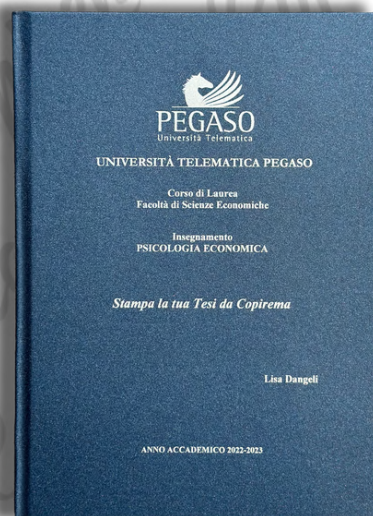 PEGASO
Università Telematica
UNIVERSITÀ TELEMATICA PEGASO
Corso di Laurea
Facoltà di Scienze Economiche
Insegnamento
PSICOLOGIA ECONOMICA
Stampa la tua Tesi da Copirema
Lisa Dangeli
ANNO ACCADEMICO 2022-2023